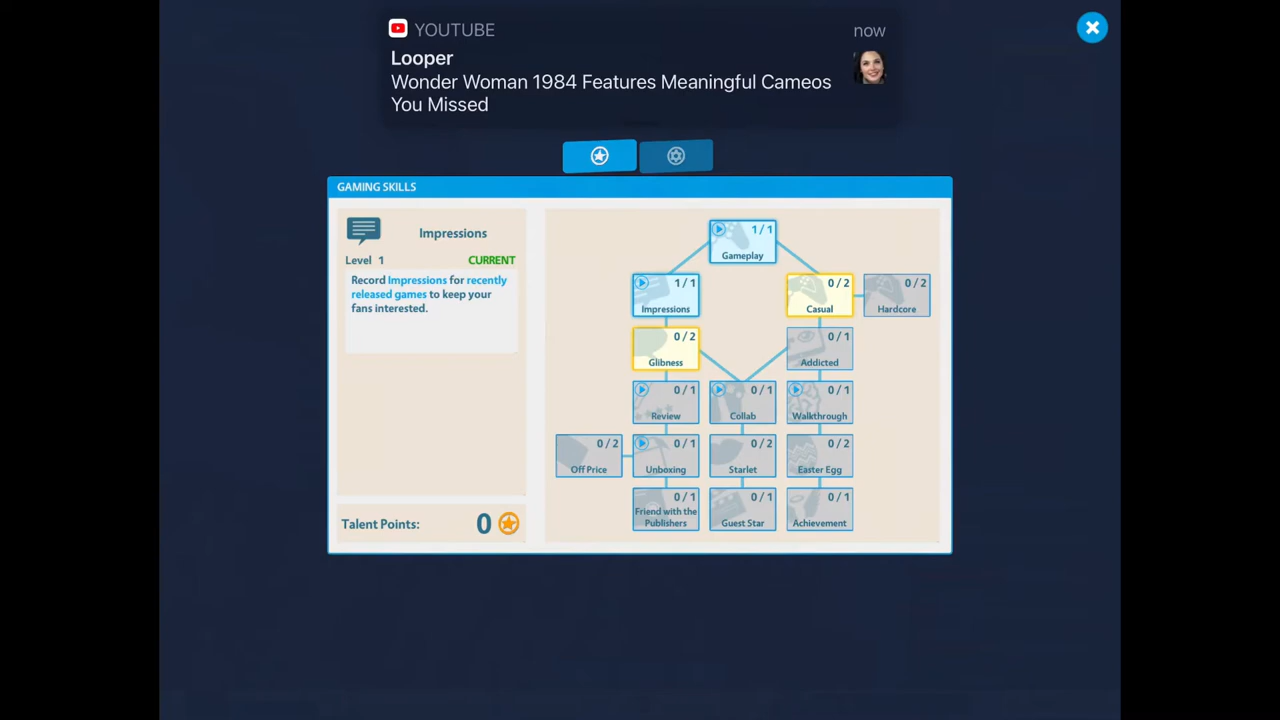 YOUTUBE
now
Looper
Wonder Woman 1984 Features Meaningful Cameos
You Missed
GAMING SKILLS
Impressions
Level 1
CURRENT
Record Impressions for recently
released games to keep your
fans interested.
Talent Points:
0
1 / 1
Gameplay
1 / 1
Impressions
0 / 2
Casual
0 / 2
Hardcore
0 / 2
Glibness
0 / 1
Addicted
0 / 1
Review
0 / 1
Collab
0 / 1
Walkthrough
0 / 2
Off Price
0 / 1
Unboxing
0 / 2
Starlet
0 / 2
Easter Egg
0 / 1
Friend with the
Publishers
0 / 1
Guest Star
0 / 1
Achievement